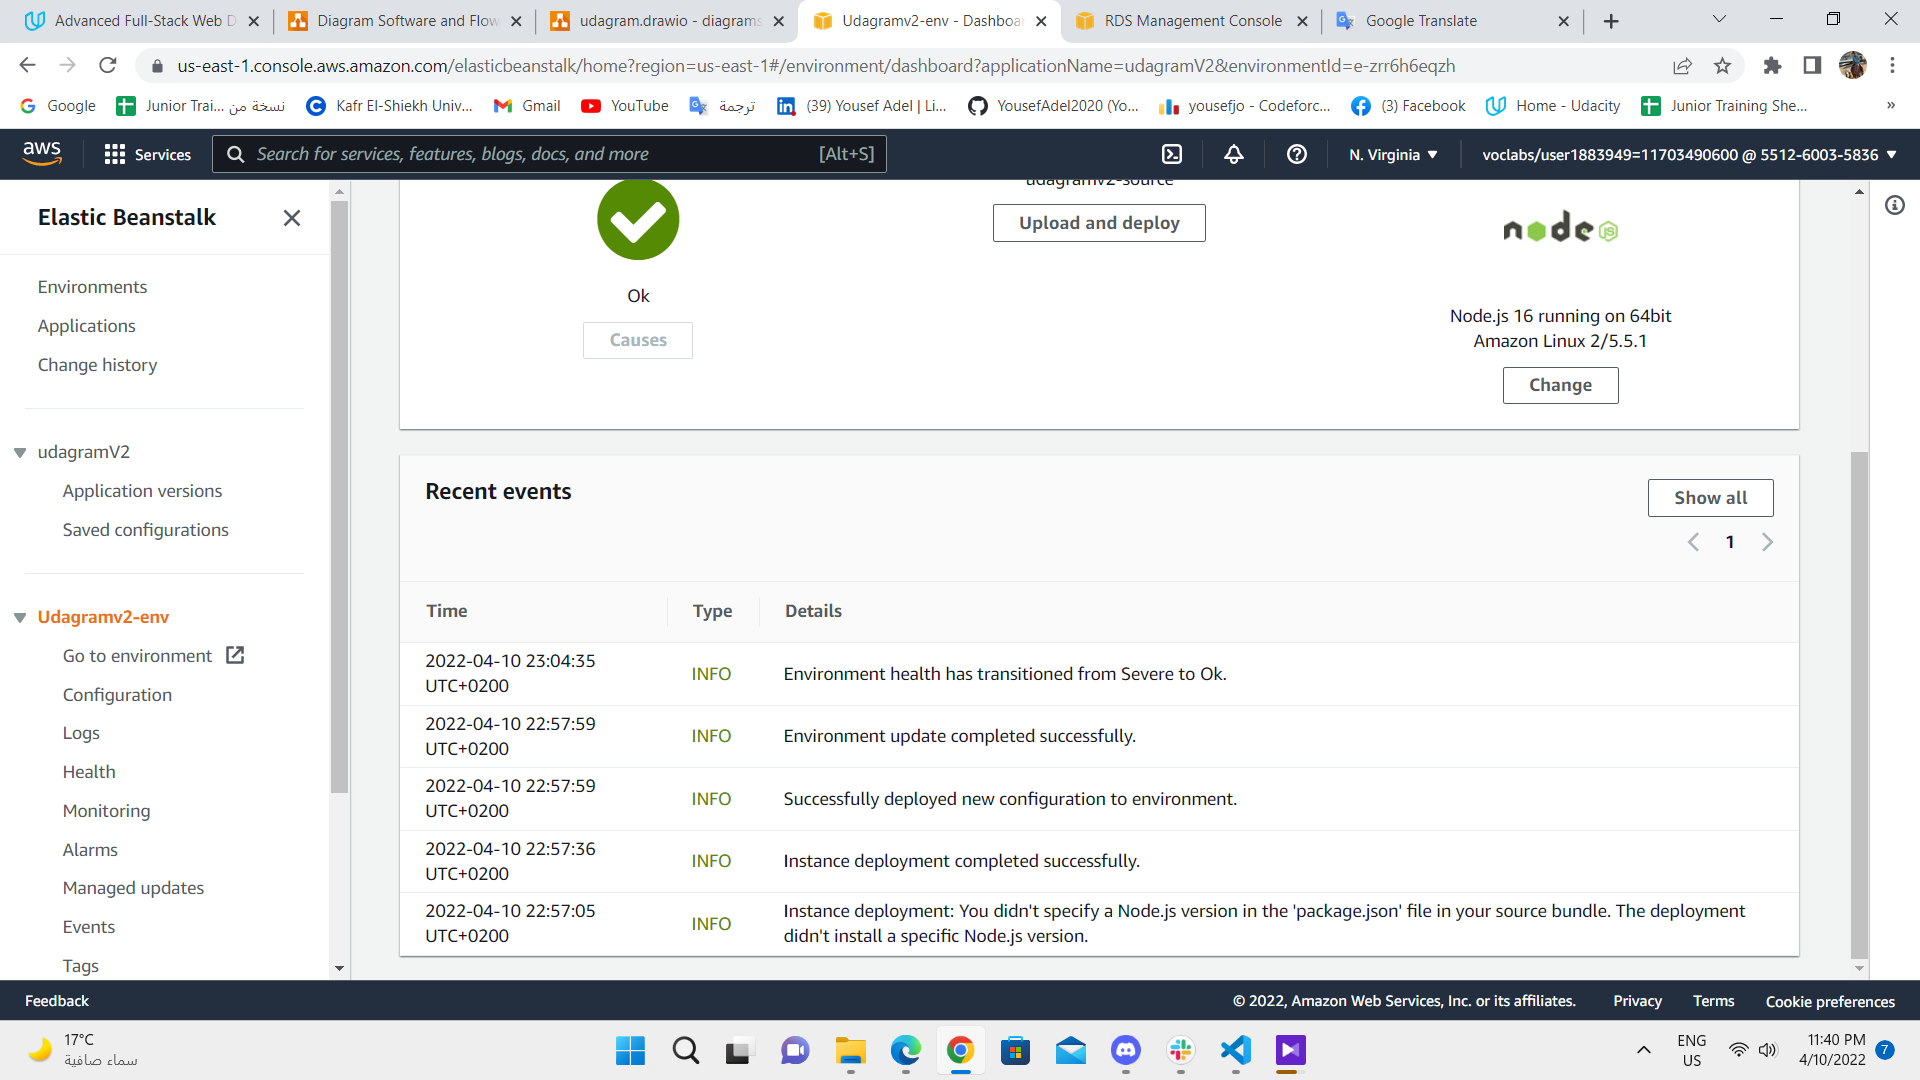 Advanced Full-Stack Web D
Diagram Software and Flow
udagram.drawio - diagrams
Udagramv2-env - Dashboar
RDS Management Console
Google Translate
us-east-1.console.aws.amazon.com/elasticbeanstalk/home?region=us-east-1#/environment/dashboard?applicationName=udagramV2&environmentId=e-zrr6h6eqzh
Google
Junior Trai... نسخة من
Kafr El-Shiekh Univ...
Gmail
YouTube
ترجمة
(39) Yousef Adel | Li...
YousefAdel2020 (Yo...
yousefjo - Codeforc...
(3) Facebook
Home - Udacity
Junior Training She...
»
aws
Services
Search for services, features, blogs, docs, and more
[Alt+S]
N. Virginia
voclabs/user1883949=11703490600 @ 5512-6003-5836
Elastic Beanstalk
Environments
Applications
Change history
udagramV2
Application versions
Saved configurations
Udagramv2-env
Go to environment
Configuration
Logs
Health
Monitoring
Alarms
Managed updates
Events
Tags
Ok
Causes
udagramv2-source
Upload and deploy
node
JS
Node.js 16 running on 64bit
Amazon Linux 2/5.5.1
Change
Recent events
Show all
1
Time Type Details
2022-04-10 23:04:35
UTC+0200
INFO
Environment health has transitioned from Severe to Ok.
2022-04-10 22:57:59
UTC+0200
INFO
Environment update completed successfully.
2022-04-10 22:57:59
UTC+0200
INFO
Successfully deployed new configuration to environment.
2022-04-10 22:57:36
UTC+0200
INFO
Instance deployment completed successfully.
2022-04-10 22:57:05
UTC+0200
INFO
Instance deployment: You didn't specify a Node.js version in the 'package.json' file in your source bundle. The deployment
didn't install a specific Node.js version.
Feedback
© 2022, Amazon Web Services, Inc. or its affiliates.
Privacy
Terms
Cookie preferences
17°C
سماء صافية
ENG
US
11:40 PM
4/10/2022
7